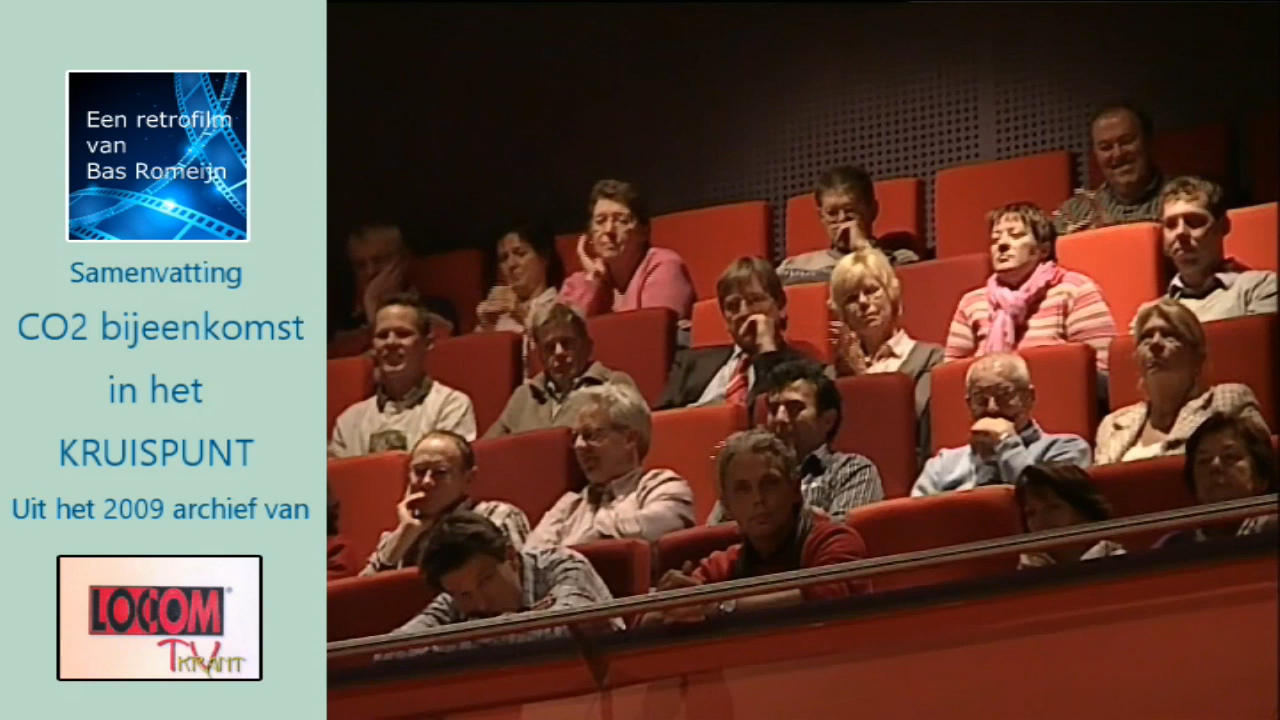 Een retrofilm
van
Bas Romeijn
Samenvatting
CO2 bijeenkomst
in het
KRUISPUNT
Uit het 2009 archief van
LOCOM
TV KRANT